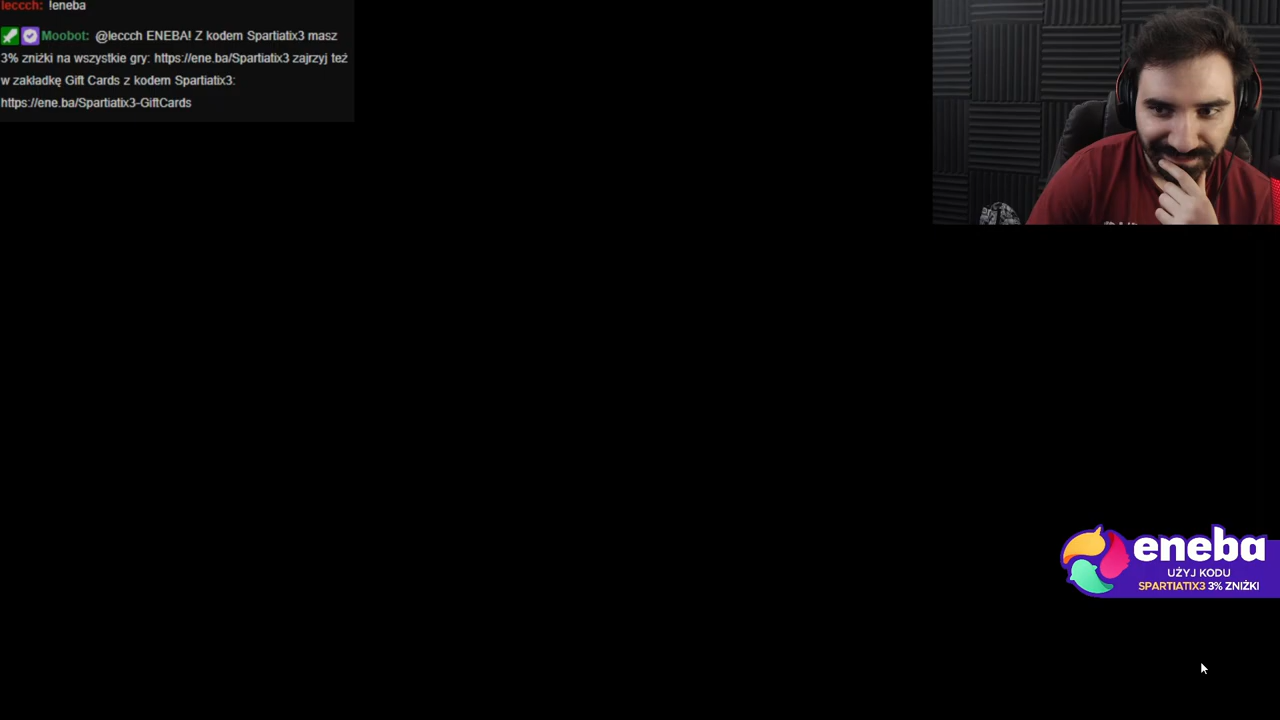 leccch: !eneba
Moobot: @leccch ENEBA! Z kodem Spartiatix3 masz
3% zniżki na wszystkie gry: https://ene.ba/Spartiatix3 zajrzyj też
w zakładkę Gift Cards z kodem Spartiatix3:
https://ene.ba/Spartiatix3-GiftCards
eneba
UŻYJ KODU
SPARTIATIX3 3% ZNIŻKI